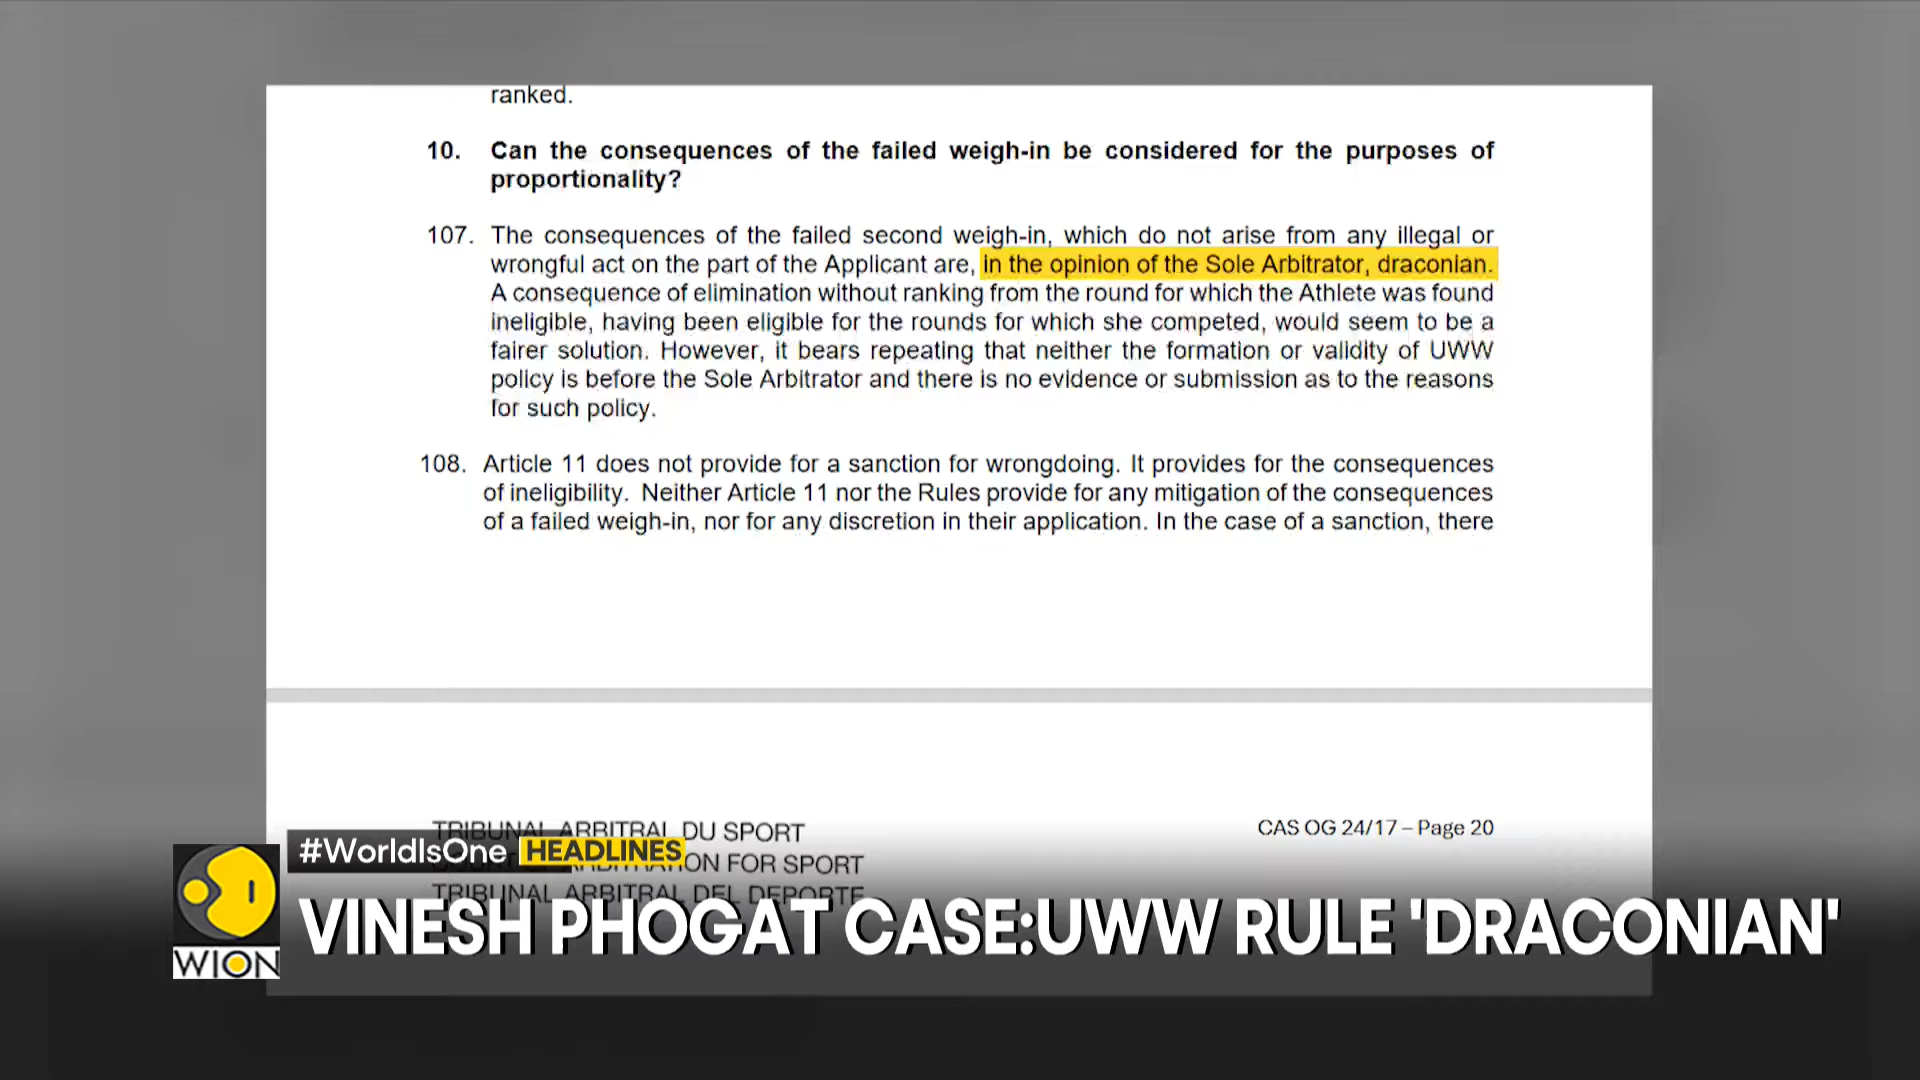 ranked.
10. Can the consequences of the failed weigh-in be considered for the purposes of
proportionality?
107. The consequences of the failed second weigh-in, which do not arise from any illegal or
wrongful act on the part of the Applicant are, in the opinion of the Sole Arbitrator, draconian.
A consequence of elimination without ranking from the round for which the Athlete was found
ineligible, having been eligible for the rounds for which she competed, would seem to be a
fairer solution. However, it bears repeating that neither the formation or validity of UWW
policy is before the Sole Arbitrator and there is no evidence or submission as to the reasons
for such policy.
108. Article 11 does not provide for a sanction for wrongdoing. It provides for the consequences
of ineligibility. Neither Article 11 nor the Rules provide for any mitigation of the consequences
of a failed weigh-in, nor for any discretion in their application. In the case of a sanction, there
TRIBUNAL ARBITRAL DU SPORT
CAS OG 24/17 – Page 20
ON FOR SPORT
TRIBUNAL ARBITRAL DEL DEPORTE
#WorldIsOne HEADLINES
VINESH PHOGAT CASE:UWW RULE 'DRACONIAN'
WION